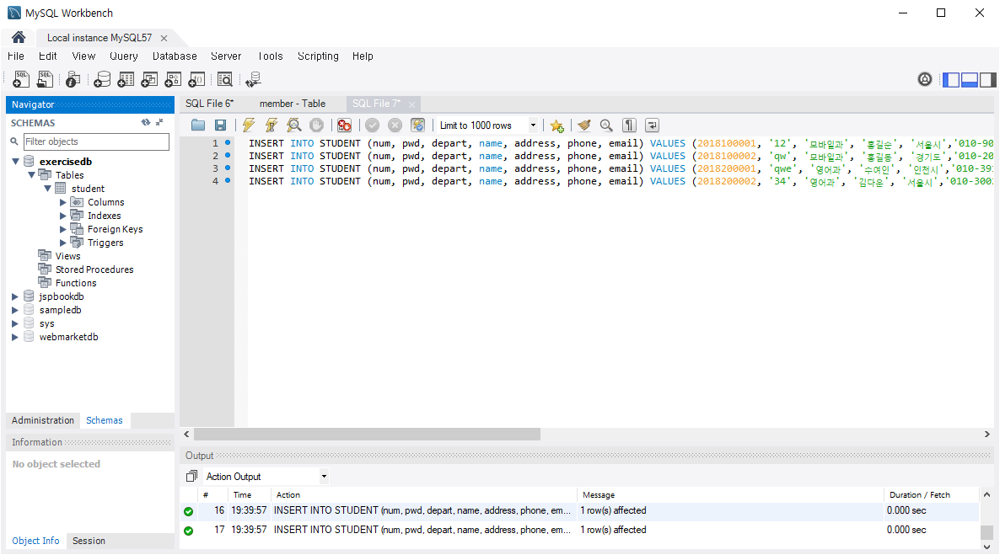 MySQL Workbench
Local instance MySQL57
File Edit View Query Database Server Tools Scripting Help
Navigator
SCHEMAS
Filter objects
exercisedb
Tables
student
Columns
Indexes
Foreign Keys
Triggers
Views
Stored Procedures
Functions
jspbookdb
sampledb
sys
webmarketdb
Administration Schemas
Information
No object selected
Object Info Session
SQL File 6* member - Table SQL File 7*
Limit to 1000 rows
1 INSERT INTO STUDENT (num, pwd, depart, name, address, phone, email) VALUES (2018100001, '12', '모바일과', '홍길순', '서울시','010-90
2 INSERT INTO STUDENT (num, pwd, depart, name, address, phone, email) VALUES (2018100002, 'qw', '모바일과', '홍길동', '경기도','010-20
3 INSERT INTO STUDENT (num, pwd, depart, name, address, phone, email) VALUES (2018200001, 'qwe', '영어과', '수여인', '인천시','010-391
4 INSERT INTO STUDENT (num, pwd, depart, name, address, phone, email) VALUES (2018200002, '34', '영어과', '김다운', '서울시','010-3002
Output
Action Output
# Time Action Message Duration / Fetch
16 19:39:57 INSERT INTO STUDENT (num, pwd, depart, name, address, phone, em... 1 row(s) affected 0.000 sec
17 19:39:57 INSERT INTO STUDENT (num, pwd, depart, name, address, phone, em... 1 row(s) affected 0.000 sec